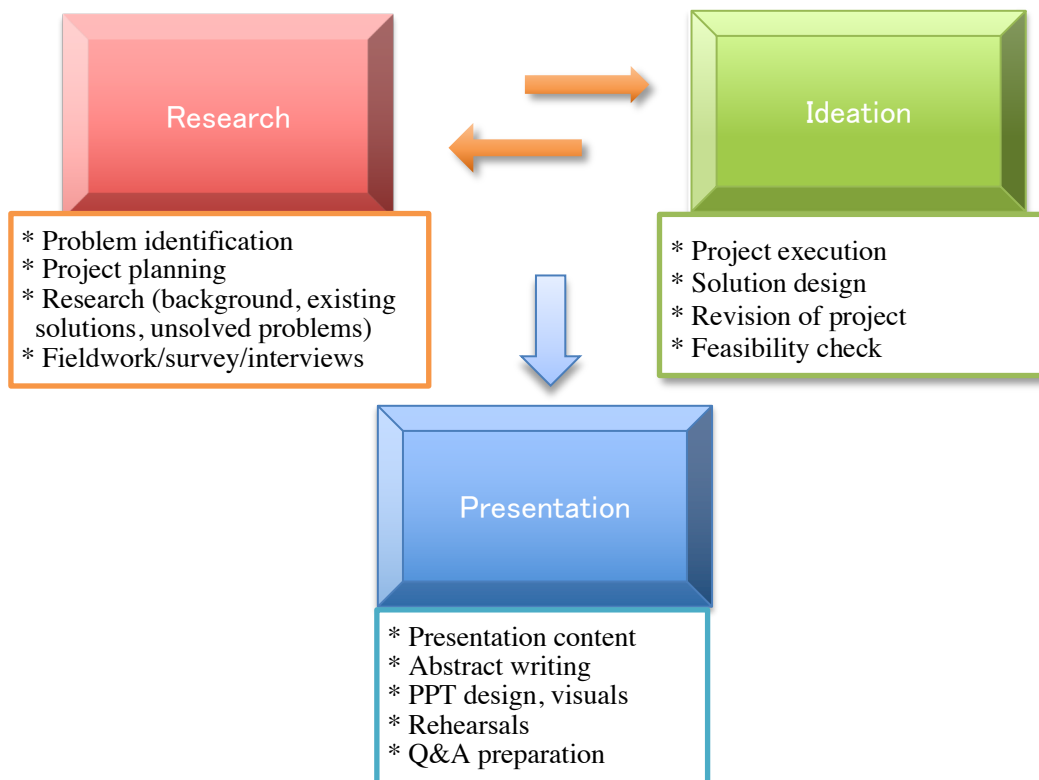 Research
* Problem identification
* Project planning
* Research (background, existing
solutions, unsolved problems)
* Fieldwork/survey/interviews
Ideation
* Project execution
* Solution design
* Revision of project
* Feasibility check
Presentation
* Presentation content
* Abstract writing
* PPT design, visuals
* Rehearsals
* Q&A preparation